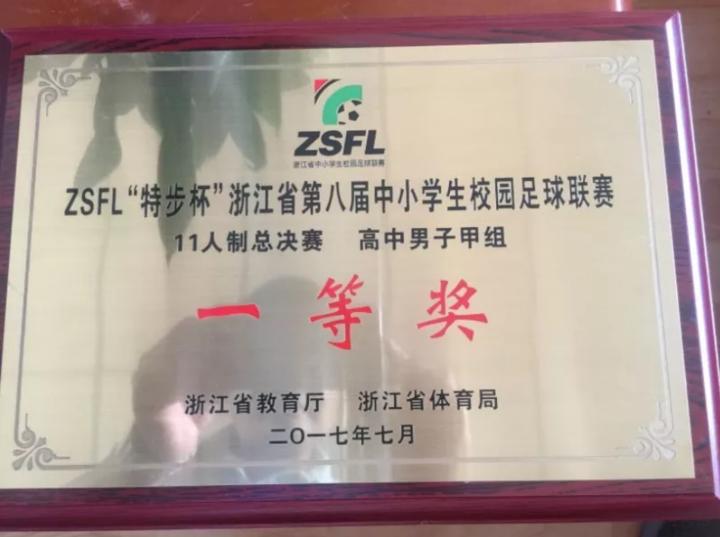 ZSFL
浙江省中小学生校园足球联赛
ZSFL“特步杯”浙江省第八届中小学生校园足球联赛
11人制总决赛 高中男子甲组
一等奖
浙江省教育厅 浙江省体育局
二〇一七年七月